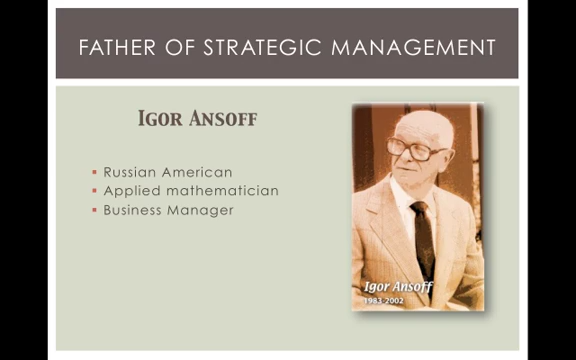 FATHER OF STRATEGIC MANAGEMENT
IGOR ANSOFF
Russian American
Applied mathematician
Business Manager
Igor Ansoff
1983-2002